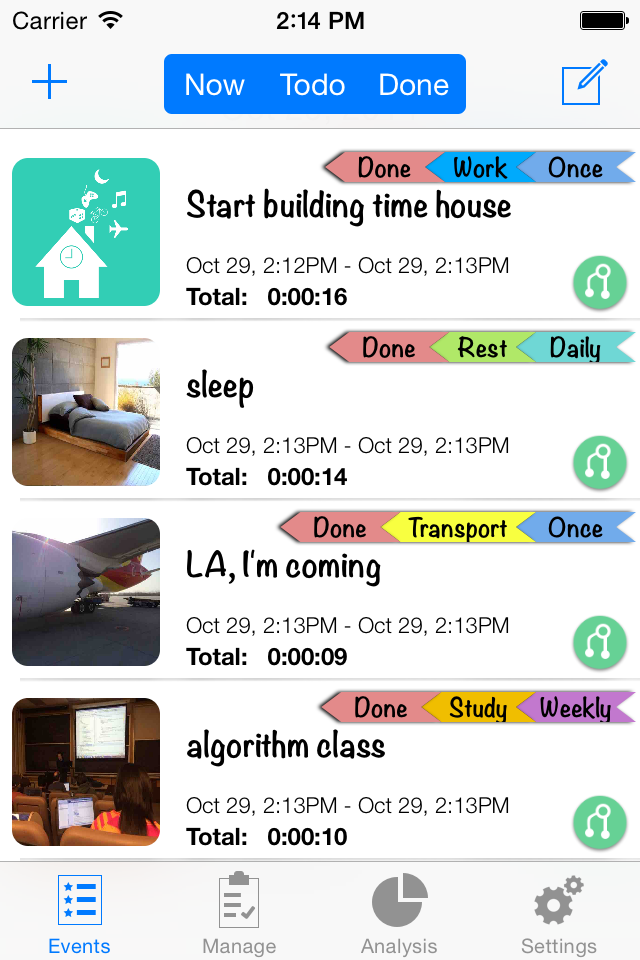 Carrier 2:14 PM
Now Todo Done
Done Work Once
Start building time house
Oct 29, 2:12PM - Oct 29, 2:13PM
Total: 0:00:16
Done Rest Daily
sleep
Oct 29, 2:13PM - Oct 29, 2:13PM
Total: 0:00:14
Done Transport Once
LA, I'm coming
Oct 29, 2:13PM - Oct 29, 2:13PM
Total: 0:00:09
Done Study Weekly
algorithm class
Oct 29, 2:13PM - Oct 29, 2:13PM
Total: 0:00:10
Events Manage Analysis Settings